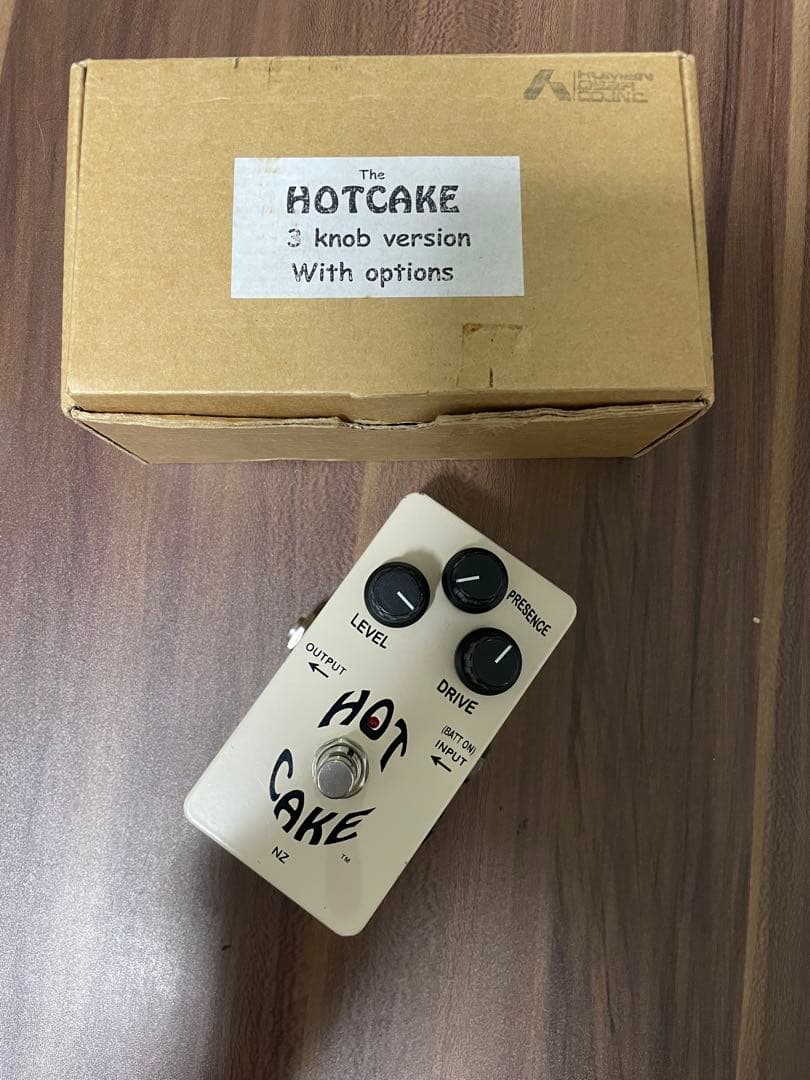 The
HOTCAKE
3 knob version
With options
LEVEL
PRESENCE
DRIVE
OUTPUT
(BATT ON)
INPUT
HOT
CAKE
NZ
TM